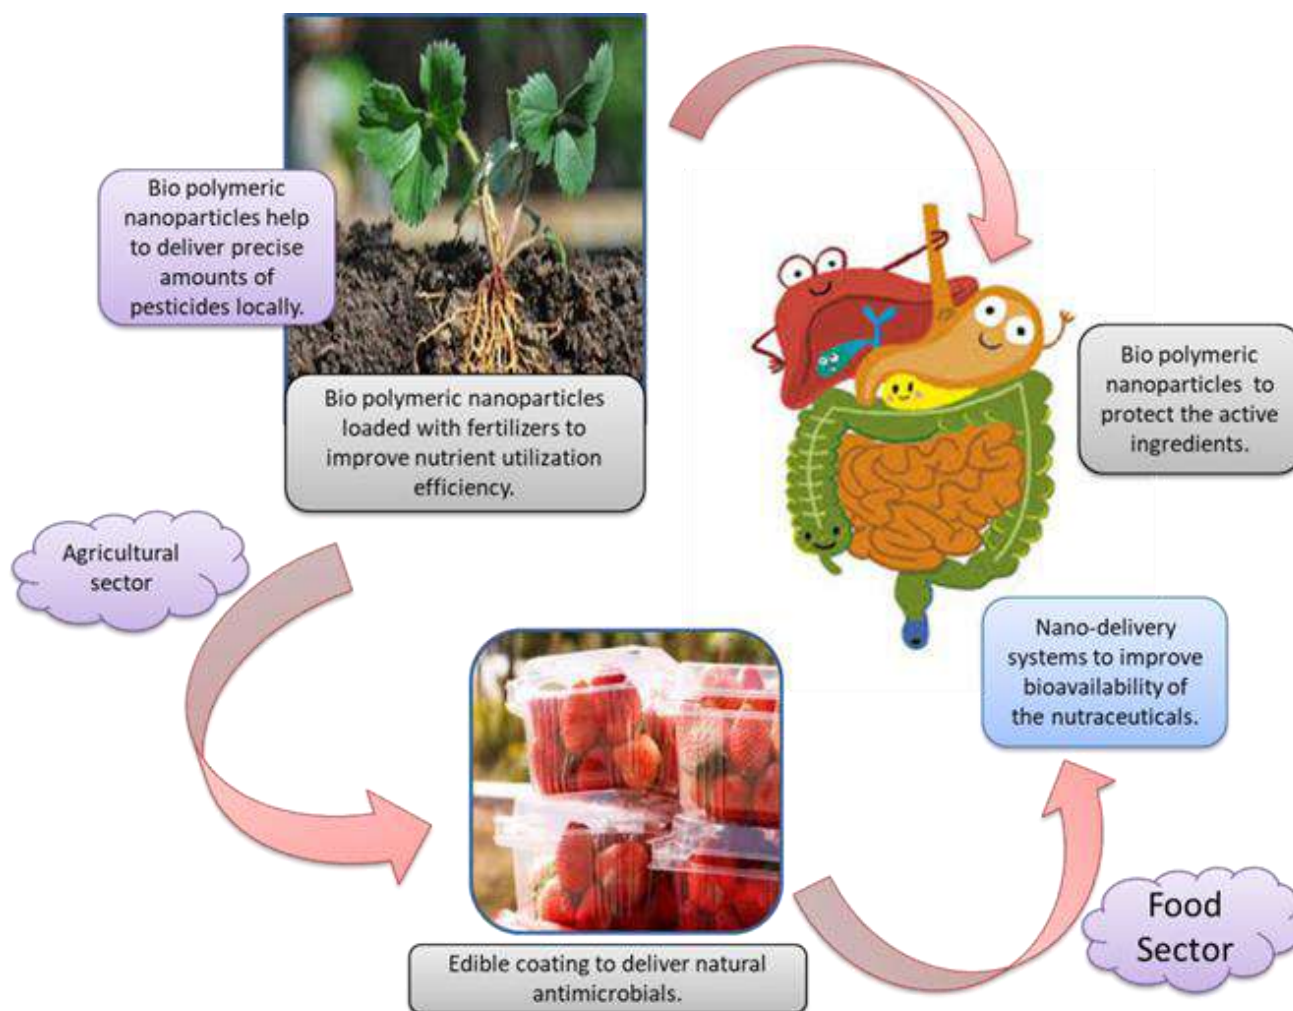 Bio polymeric
nanoparticles help
to deliver precise
amounts of
pesticides locally.
Bio polymeric nanoparticles
loaded with fertilizers to
improve nutrient utilization
efficiency.
Bio polymeric
nanoparticles to
protect the active
ingredients.
Agricultural
sector
Nano-delivery
systems to improve
bioavailability of
the nutraceuticals.
Edible coating to deliver natural
antimicrobials.
Food
Sector